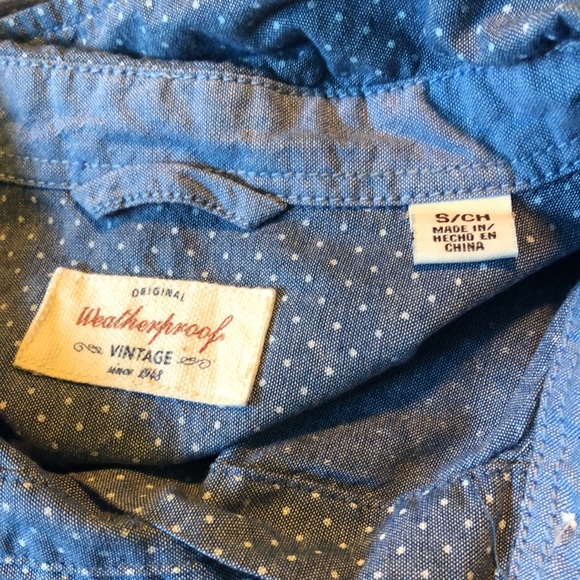 ORIGINAL
Weatherproof
VINTAGE
SINCE 1948
S/CH
MADE IN/
HECHO EN
CHINA